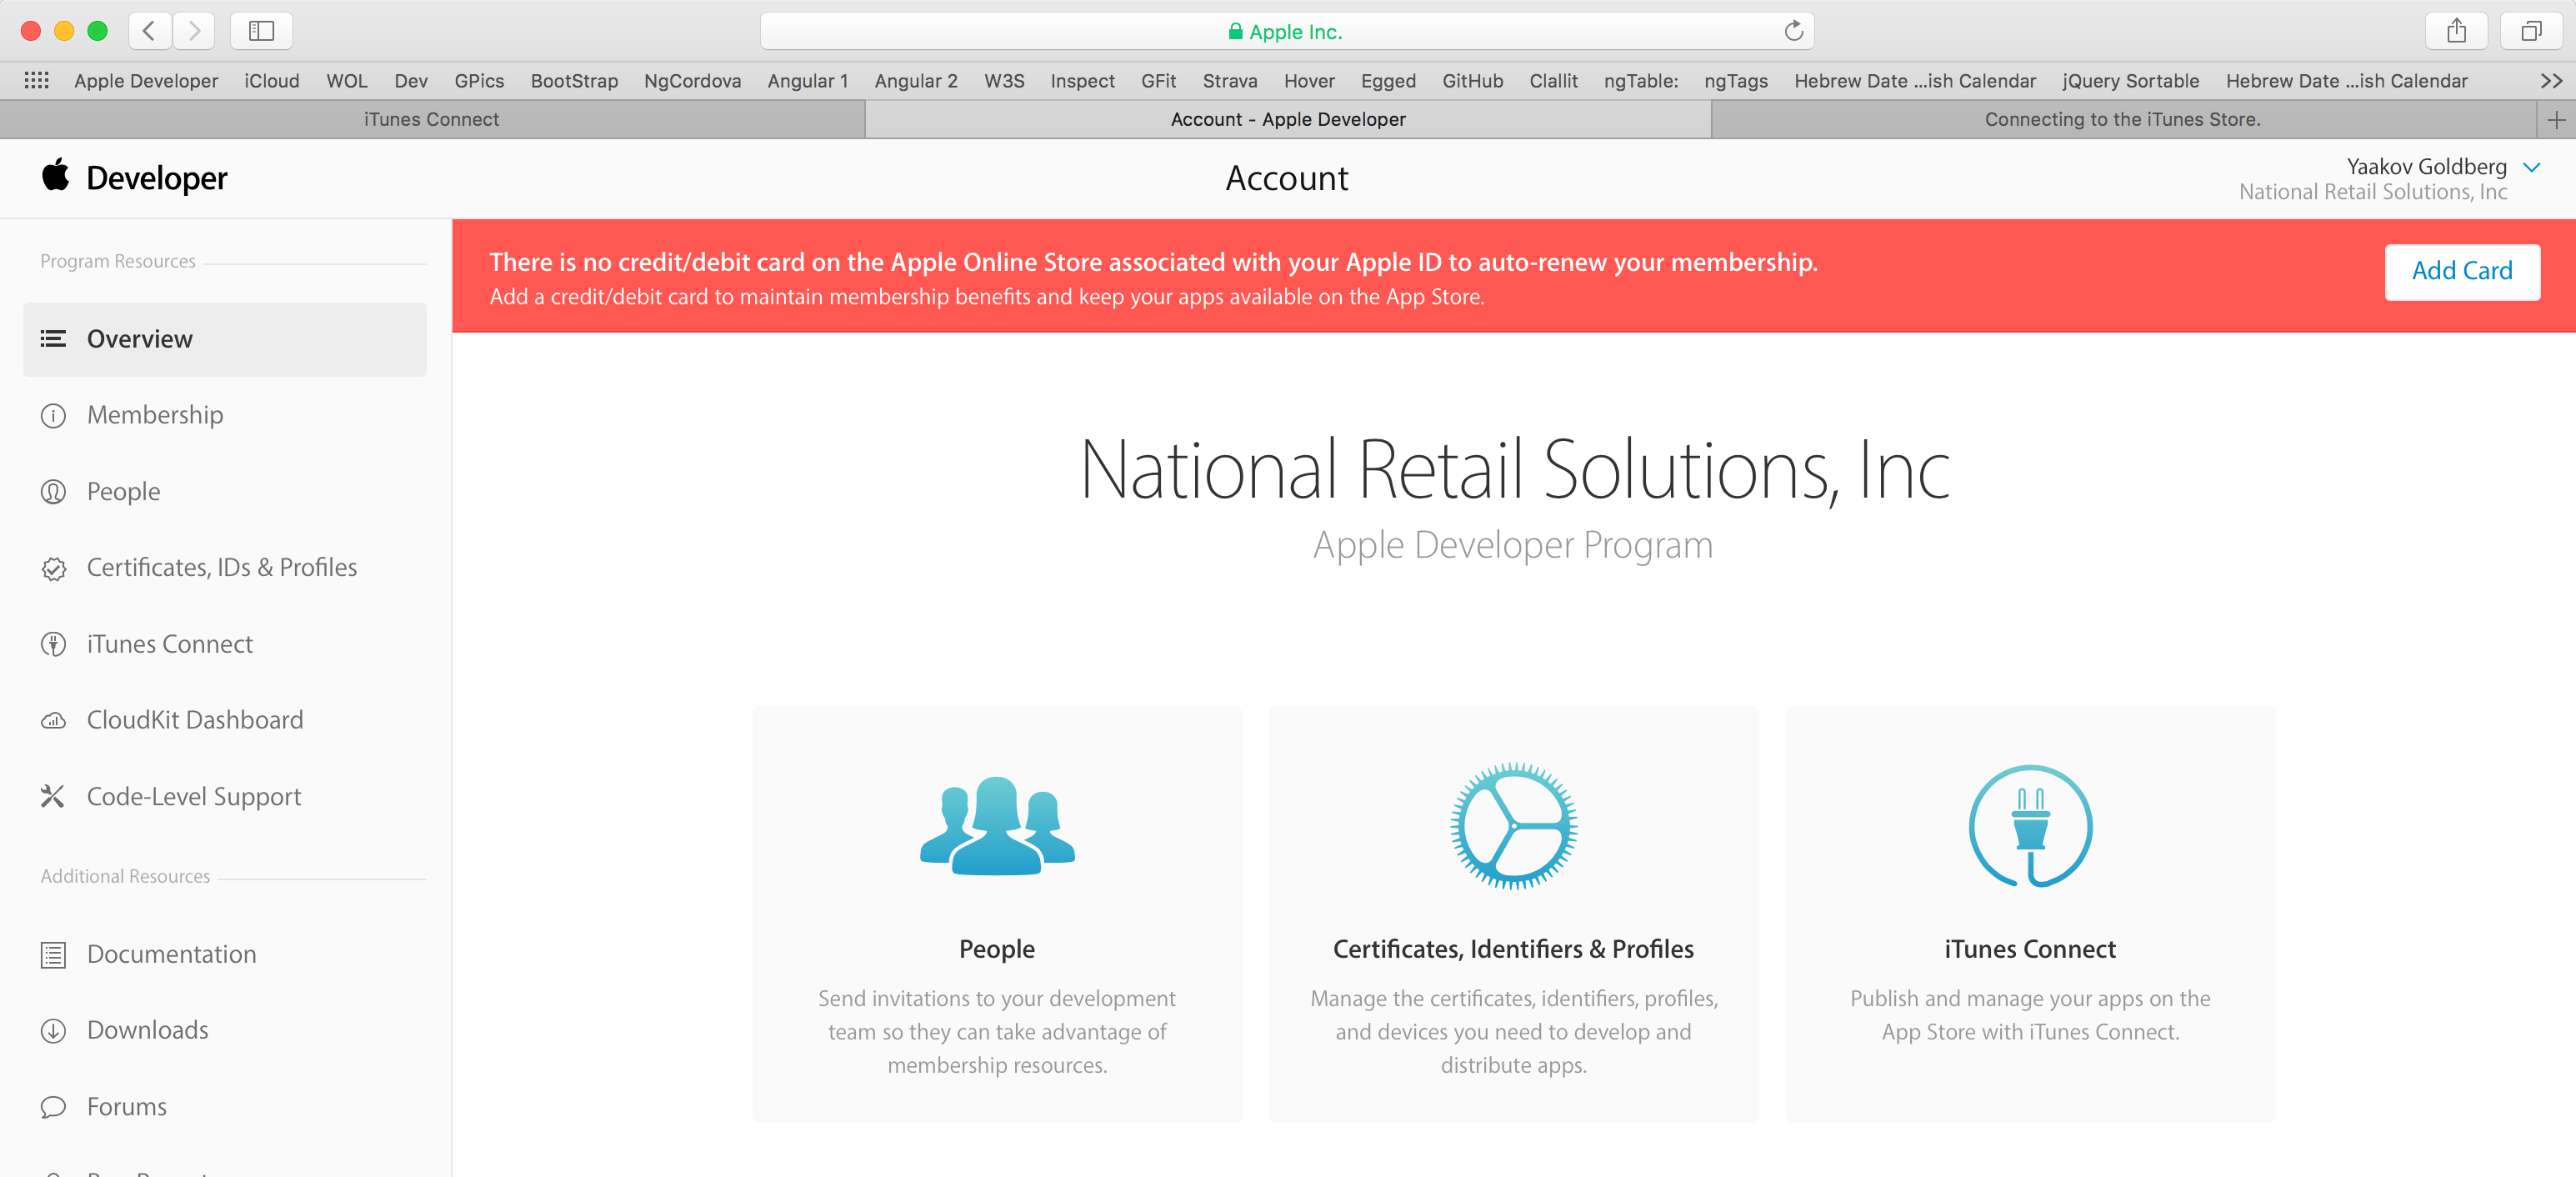 Apple Inc.
Apple Developer iCloud WOL Dev GPics BootStrap NgCordova Angular 1 Angular 2 W3S Inspect GFit Strava Hover Egged GitHub Clallit ngTable: ngTags Hebrew Date ...ish Calendar jQuery Sortable Hebrew Date ...ish Calendar
iTunes Connect Account - Apple Developer Connecting to the iTunes Store.
Developer
Account
Yaakov Goldberg
National Retail Solutions, Inc
Program Resources
Overview
Membership
People
Certificates, IDs & Profiles
iTunes Connect
CloudKit Dashboard
Code-Level Support
Additional Resources
Documentation
Downloads
Forums
There is no credit/debit card on the Apple Online Store associated with your Apple ID to auto-renew your membership.
Add a credit/debit card to maintain membership benefits and keep your apps available on the App Store.
Add Card
National Retail Solutions, Inc
Apple Developer Program
People
Send invitations to your development
team so they can take advantage of
membership resources.
Certificates, Identifiers & Profiles
Manage the certificates, identifiers, profiles,
and devices you need to develop and
distribute apps.
iTunes Connect
Publish and manage your apps on the
App Store with iTunes Connect.